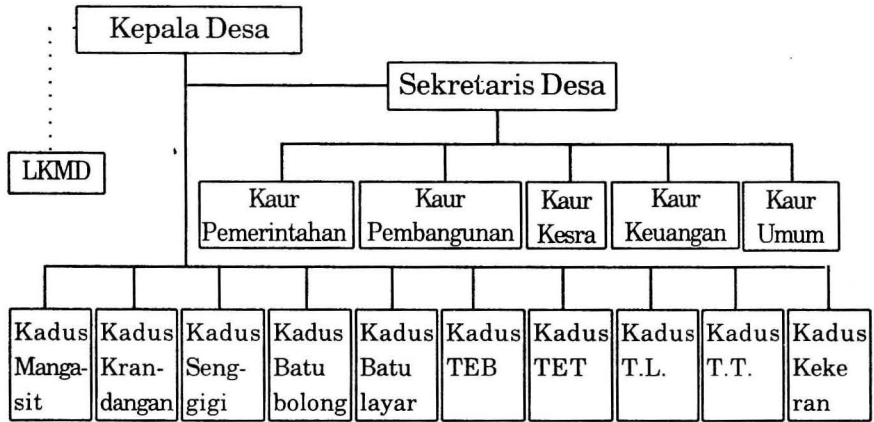 Kepala Desa
Sekretaris Desa
LKMD
Kaur
Pemerintahan
Kaur
Pembangunan
Kaur
Kesra
Kaur
Keuangan
Kaur
Umum
Kadus
Manga-
sit
Kadus
Kran-
dangan
Kadus
Seng-
gigi
Kadus
Batu
bolong
Kadus
Batu
layar
Kadus
TEB
Kadus
TET
Kadus
T.L.
Kadus
T.T.
Kadus
Keke
ran